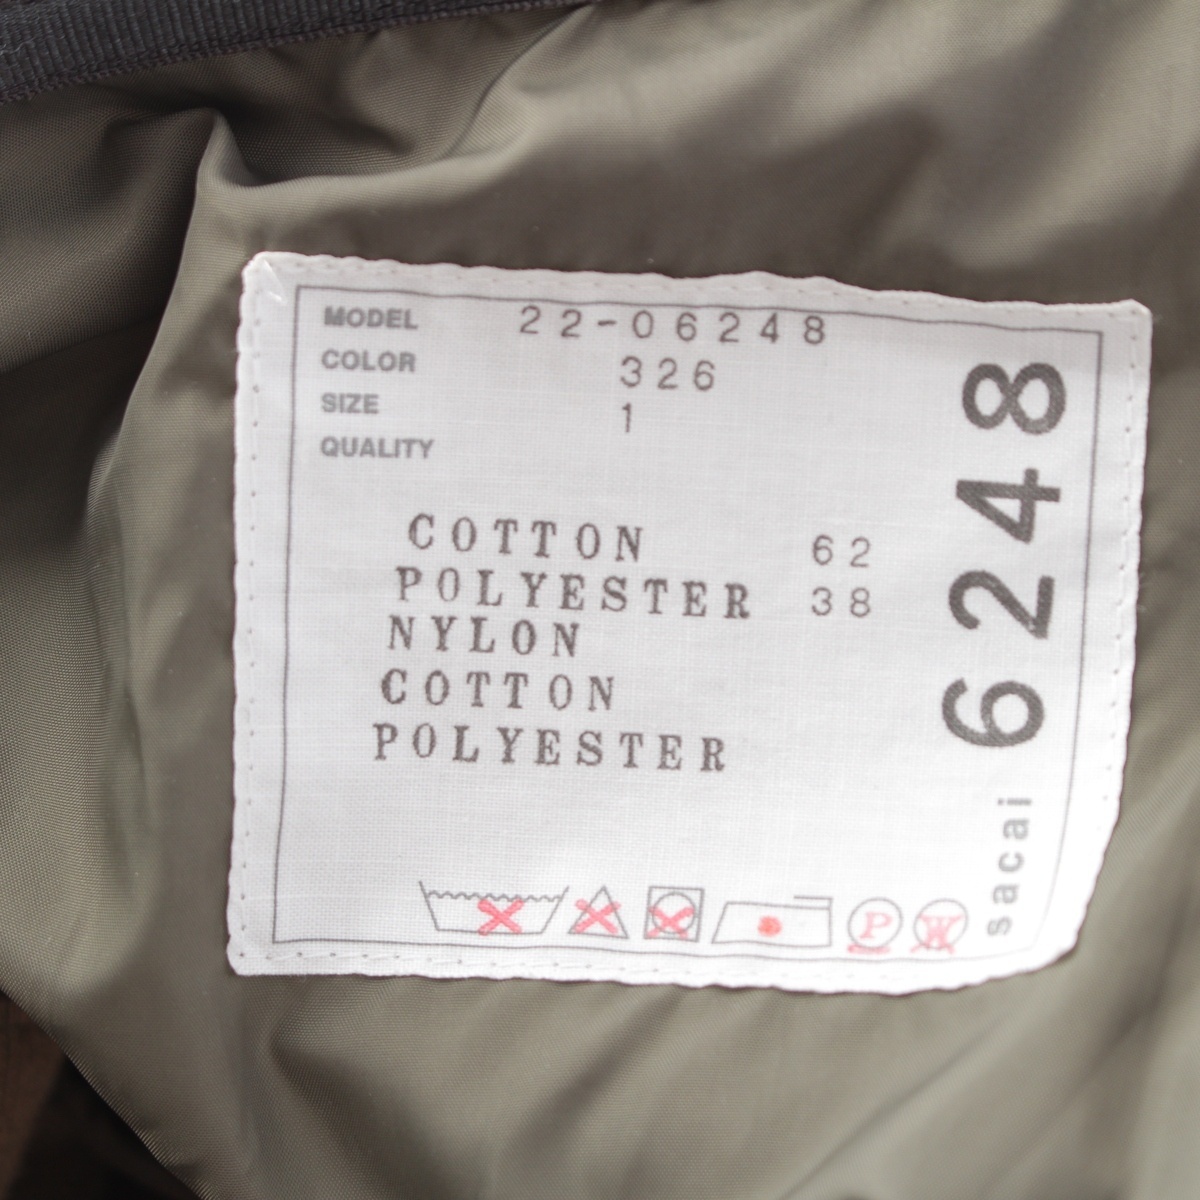 MODEL 22-06248
COLOR 326
SIZE 1
QUALITY
COTTON 62
POLYESTER 38
NYLON
COTTON
POLYESTER
P W
sacai 6248